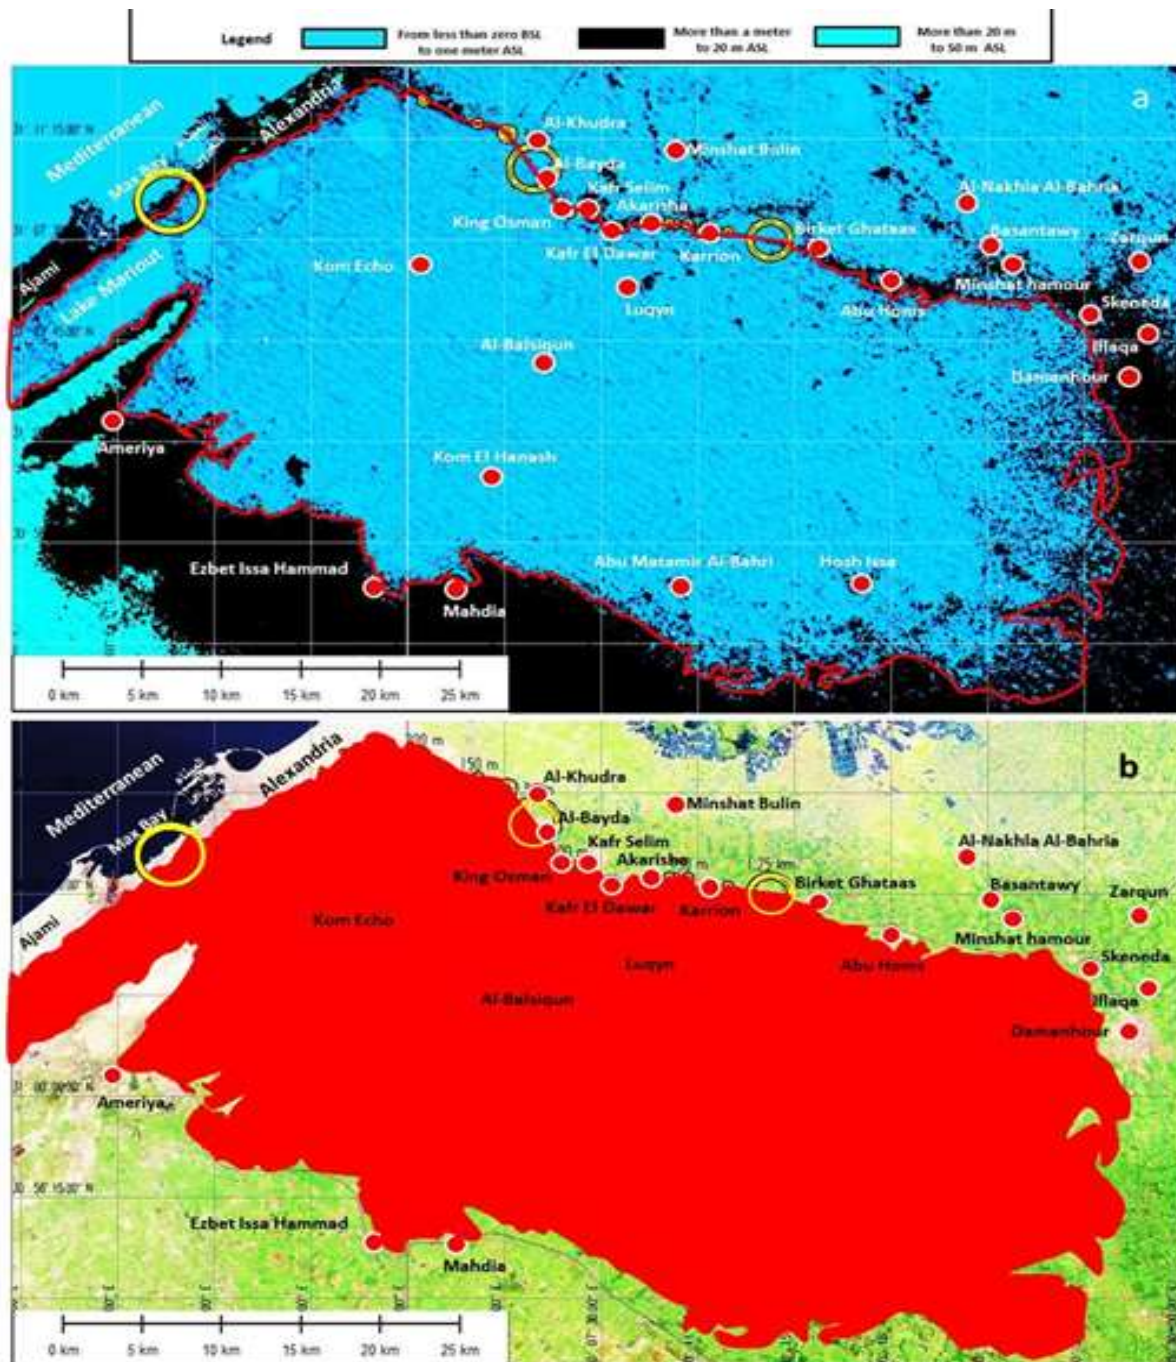 Legend
From less than zero BSL
to one meter ASL
More than a meter
to 20 m ASL
More than 20 m
to 50 m ASL
a
Mediterranean
Max Bay
Alexandria
Ajami
Lake Mariout
Al-Khudra
Al-Bayda
Minshat Bulin
Kafr Selim
King Osman
Akarisha
Kafr El Dawar
Karrion
Birket Ghataas
Al-Nakhla Al-Bahria
Basantawy
Zarqun
Minshat hamour
Kom Echo
Luqyn
Abu Homs
Skeneda
Iflaqa
Al-Balsiqun
Damanhour
Ameriya
Kom El Hanash
Ezbet Issa Hammad
Mahdia
Abu Matamir Al-Bahri
Hosh Issa
0 km
5 km
10 km
15 km
20 km
25 km
b
Mediterranean
Max Bay
Alexandria
Ajami
150 m
Al-Khudra
Al-Bayda
Minshat Bulin
Kafr Selim
King Osman
Akarisha
1.25 km
Kafr El Dawar
Karrion
Birket Ghataas
Al-Nakhla Al-Bahria
Basantawy
Zarqun
Minshat hamour
Kom Echo
Luqyn
Abu Homs
Skeneda
Iflaqa
Al-Balsiqun
Damanhour
Ameriya
Ezbet Issa Hammad
Mahdia
0 km
5 km
10 km
15 km
20 km
25 km